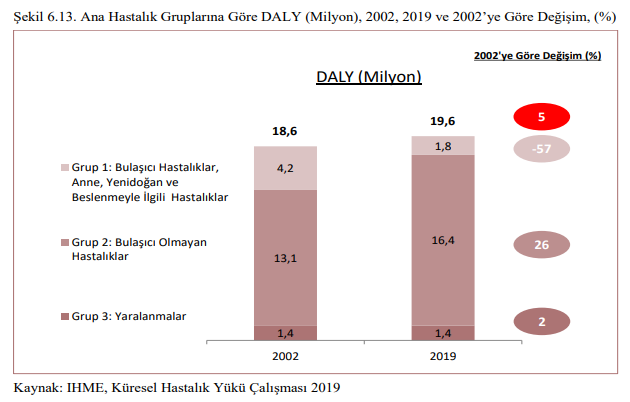 Şekil 6.13. Ana Hastalık Gruplarına Göre DALY (Milyon), 2002, 2019 ve 2002’ye Göre Değişim, (%)
2002'ye Göre Değişim (%)
DALY (Milyon)
18,6
19,6
5
Grup 1: Bulaşıcı Hastalıklar,
Anne, Yenidoğan ve
Beslenmeyle İlgili Hastalıklar
4,2
1,8
-57
Grup 2: Bulaşıcı Olmayan
Hastalıklar
13,1
16,4
26
Grup 3: Yaralanmalar
1,4
1,4
2
2002
2019
Kaynak: IHME, Küresel Hastalık Yükü Çalışması 2019